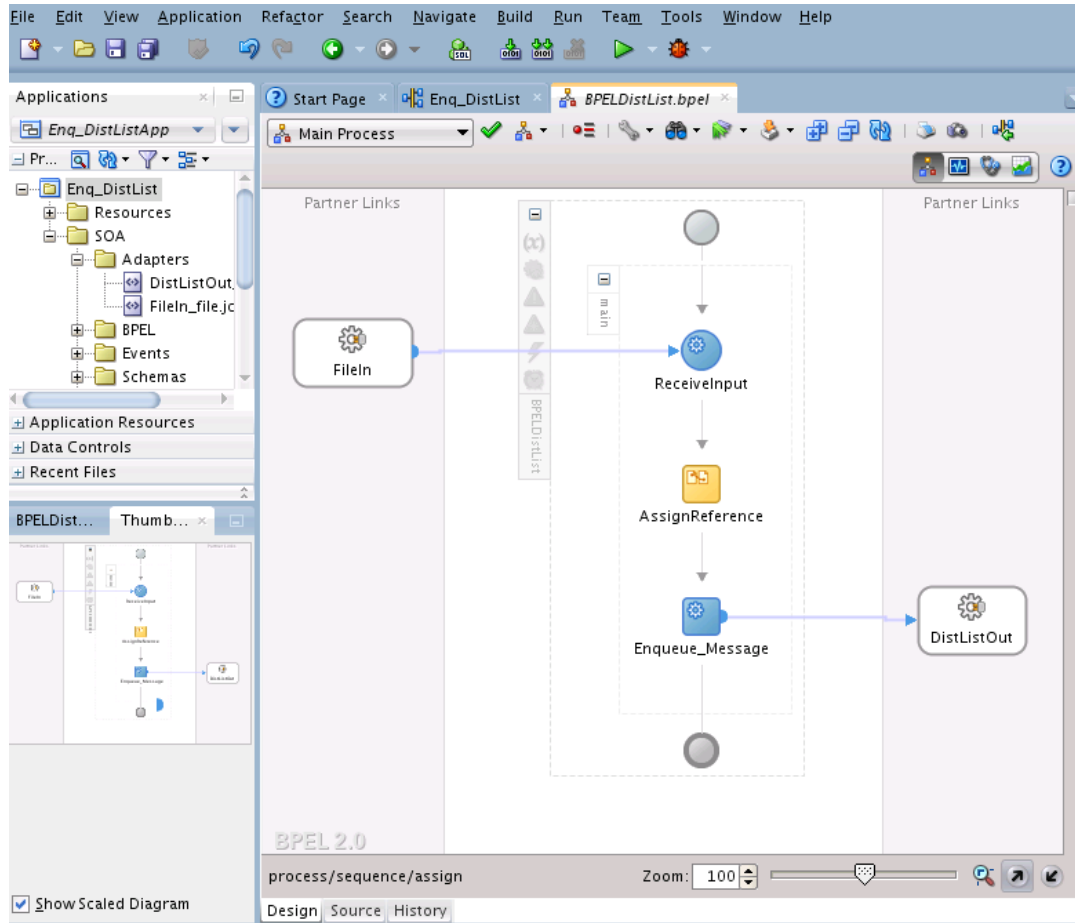 File Edit View Application Refactor Search Navigate Build Run Team Tools Window Help
Applications
Enq_DistListApp
Pr...
Enq_DistList
Resources
SOA
Adapters
DistListOut
FileIn_file.jc
BPEL
Events
Schemas
Application Resources
Data Controls
Recent Files
BPELDist... Thumb...
Show Scaled Diagram
Start Page Enq_DistList BPELDistList.bpel
Main Process
Partner Links
Partner Links
main
BPELDistList
FileIn
ReceiveInput
AssignReference
Enqueue_Message
DistListOut
BPEL 2.0
process/sequence/assign Zoom: 100
Design Source History